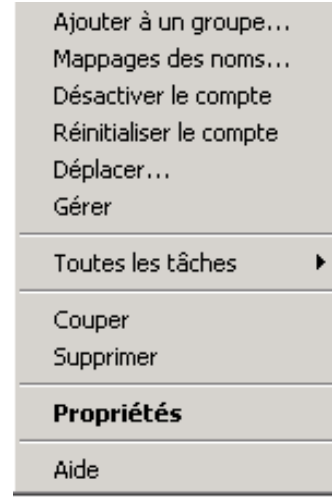 Ajouter à un groupe...
Mappages des noms...
Désactiver le compte
Réinitialiser le compte
Déplacer...
Gérer
Toutes les tâches
Couper
Supprimer
Propriétés
Aide